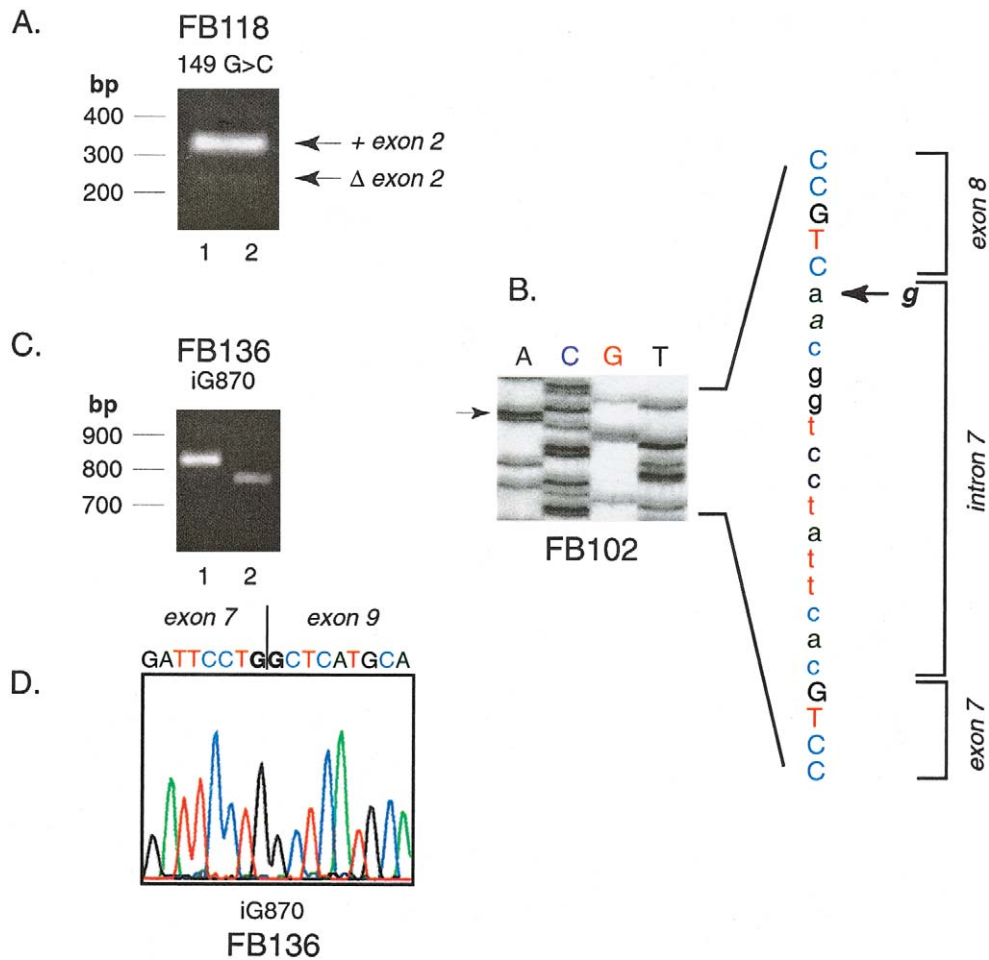 A.
FB118
149 G>C
bp
400
300
200
+ exon 2
Δ exon 2
1 2
B.
A C G T
FB102
C
C
G
T
C
a
a
c
g
g
t
c
c
t
a
t
t
c
a
c
G
T
C
C
g
exon 8
intron 7
exon 7
C.
FB136
iG870
bp
900
800
700
1 2
D.
exon 7 exon 9
GATTCCTGGCTCATGCA
iG870
FB136